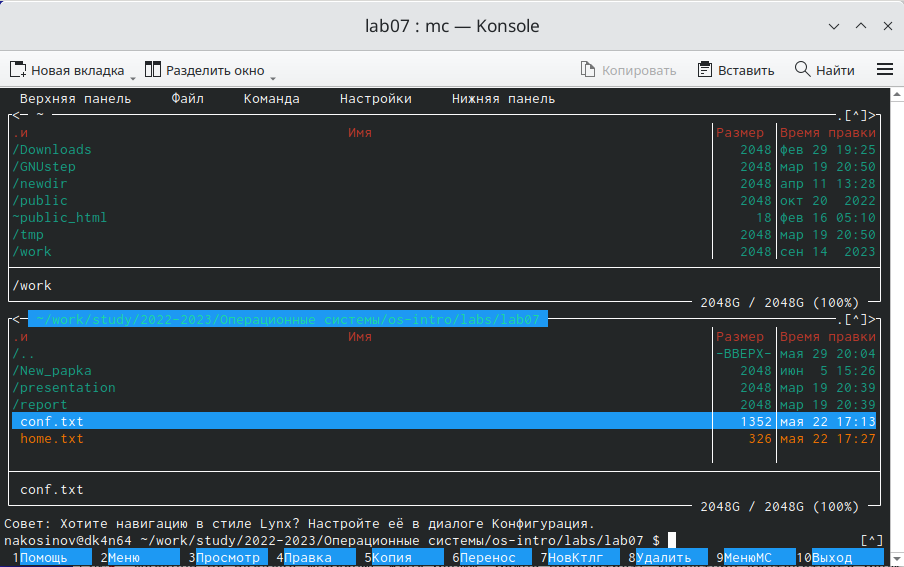 lab07 : mc — Konsole
Новая вкладка Разделить окно Копировать Вставить Найти
Верхняя панель Файл Команда Настройки Нижняя панель
<— ~ .[^]>
.и Имя Размер Время правки
/Downloads 2048 фев 29 19:25
/GNUstep 2048 мар 19 20:50
/newdir 2048 апр 11 13:28
/public 2048 окт 20 2022
~public_html 18 фев 16 05:10
/tmp 2048 мар 19 20:50
/work 2048 сен 14 2023
/work
2048G / 2048G (100%)
<— ~/work/study/2022-2023/Операционные системы/os-intro/labs/lab07 .[^]>
.и Имя Размер Время правки
/.. -ВВЕРХ- мая 29 20:04
/New_papka 2048 июн 5 15:26
/presentation 2048 мар 19 20:39
/report 2048 мар 19 20:39
conf.txt 1352 мая 22 17:13
home.txt 326 мая 22 17:27
conf.txt
2048G / 2048G (100%)
Совет: Хотите навигацию в стиле Lynx? Настройте её в диалоге Конфигурация.
nakosinov@dk4n64 ~/work/study/2022-2023/Операционные системы/os-intro/labs/lab07 $ [^]
1Помощь 2Меню 3Просмотр 4Правка 5Копия 6Перенос 7НовКтлг 8Удалить 9МенюМС 10Выход